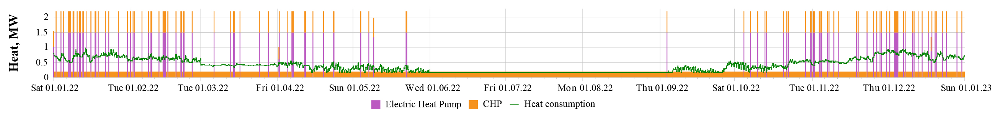 Heat, MW
2
1.5
1
0.5
0
Sat 01.01.22 Tue 01.02.22 Tue 01.03.22 Fri 01.04.22 Sun 01.05.22 Wed 01.06.22 Fri 01.07.22 Mon 01.08.22 Thu 01.09.22 Sat 01.10.22 Tue 01.11.22 Thu 01.12.22 Sun 01.01.23
Electric Heat Pump CHP Heat consumption